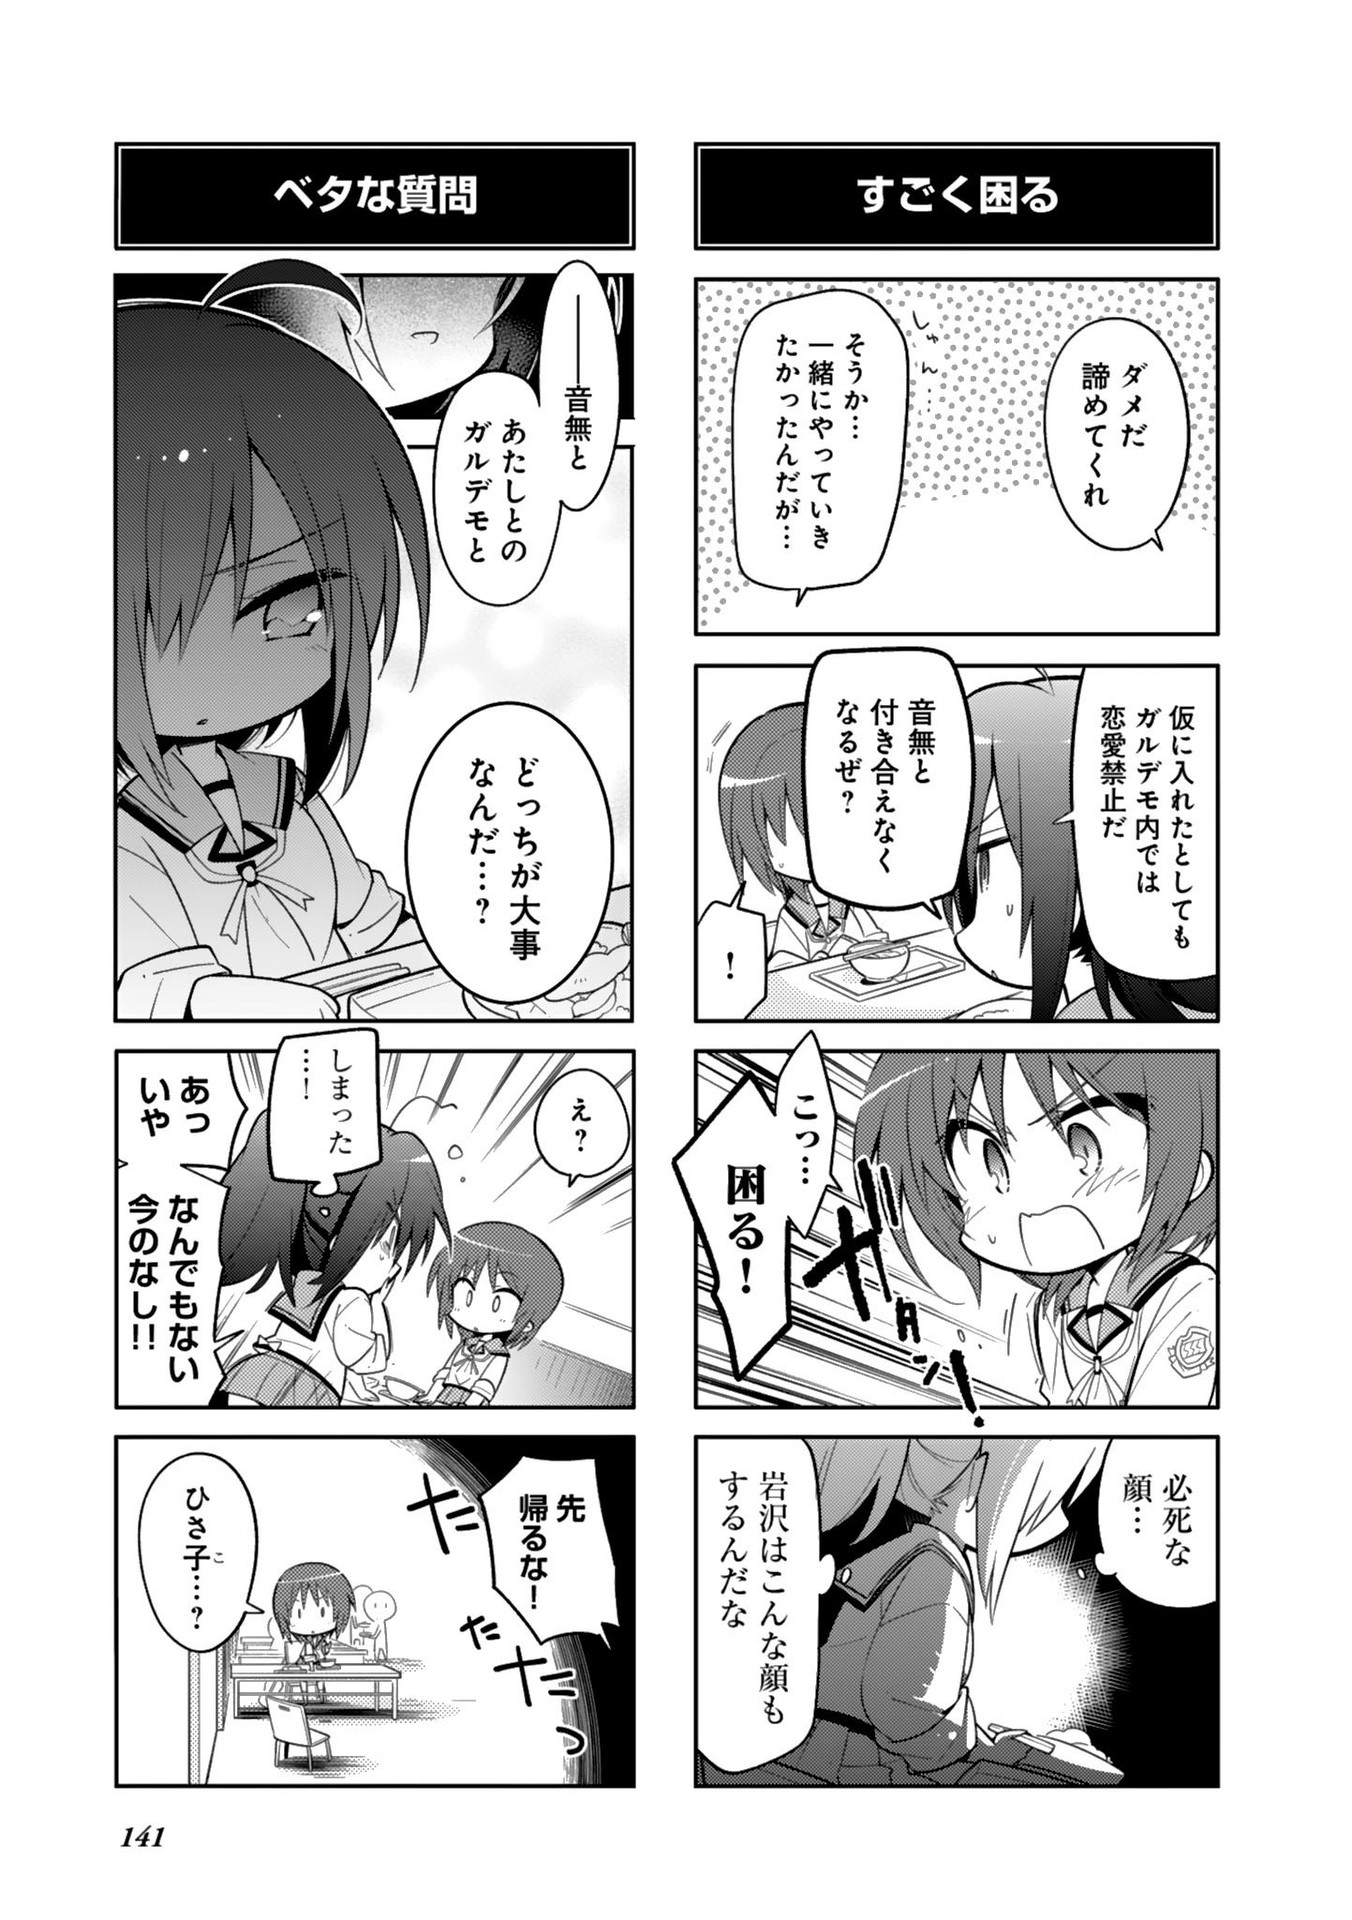 すごく困る
ダメだ
諦めてくれ
しゅん…
そうか…
一緒にやっていき
たかったんだが…
仮に入れたとしても
ガルデモ内では
恋愛禁止だ
音無と
付き合えなく
なるぜ?
!
こっ…
困る!
ガタッ!
必死な
顔…
岩沢はこんな顔も
するんだな
ベタな質問
――音無と
あたしとの
ガルデモと
どっちが大事
なんだ…?
え?
しまった
…!
あっ
いや
なんでもない
今のなし!!
先
帰るな!
たっ
たたたっ
ひさ子…?
こ
141